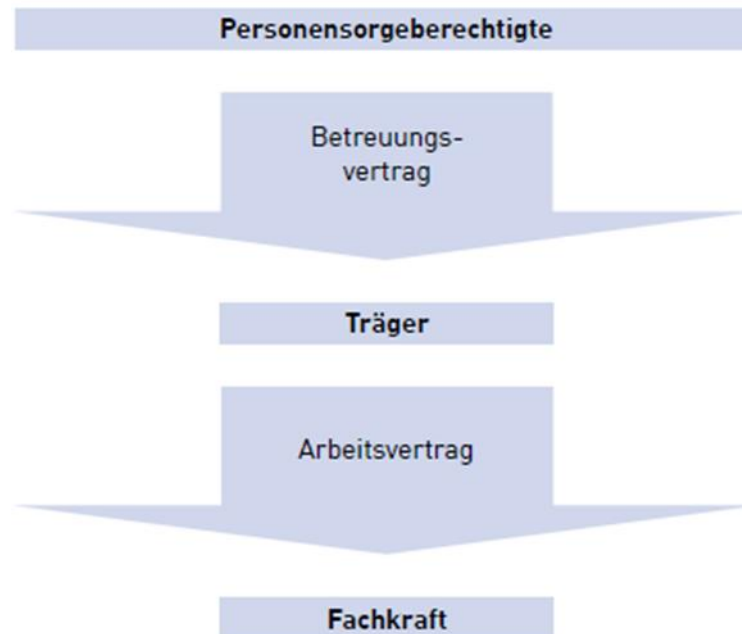 Personensorgeberechtigte
Betreuungs-
vertrag
Träger
Arbeitsvertrag
Fachkraft